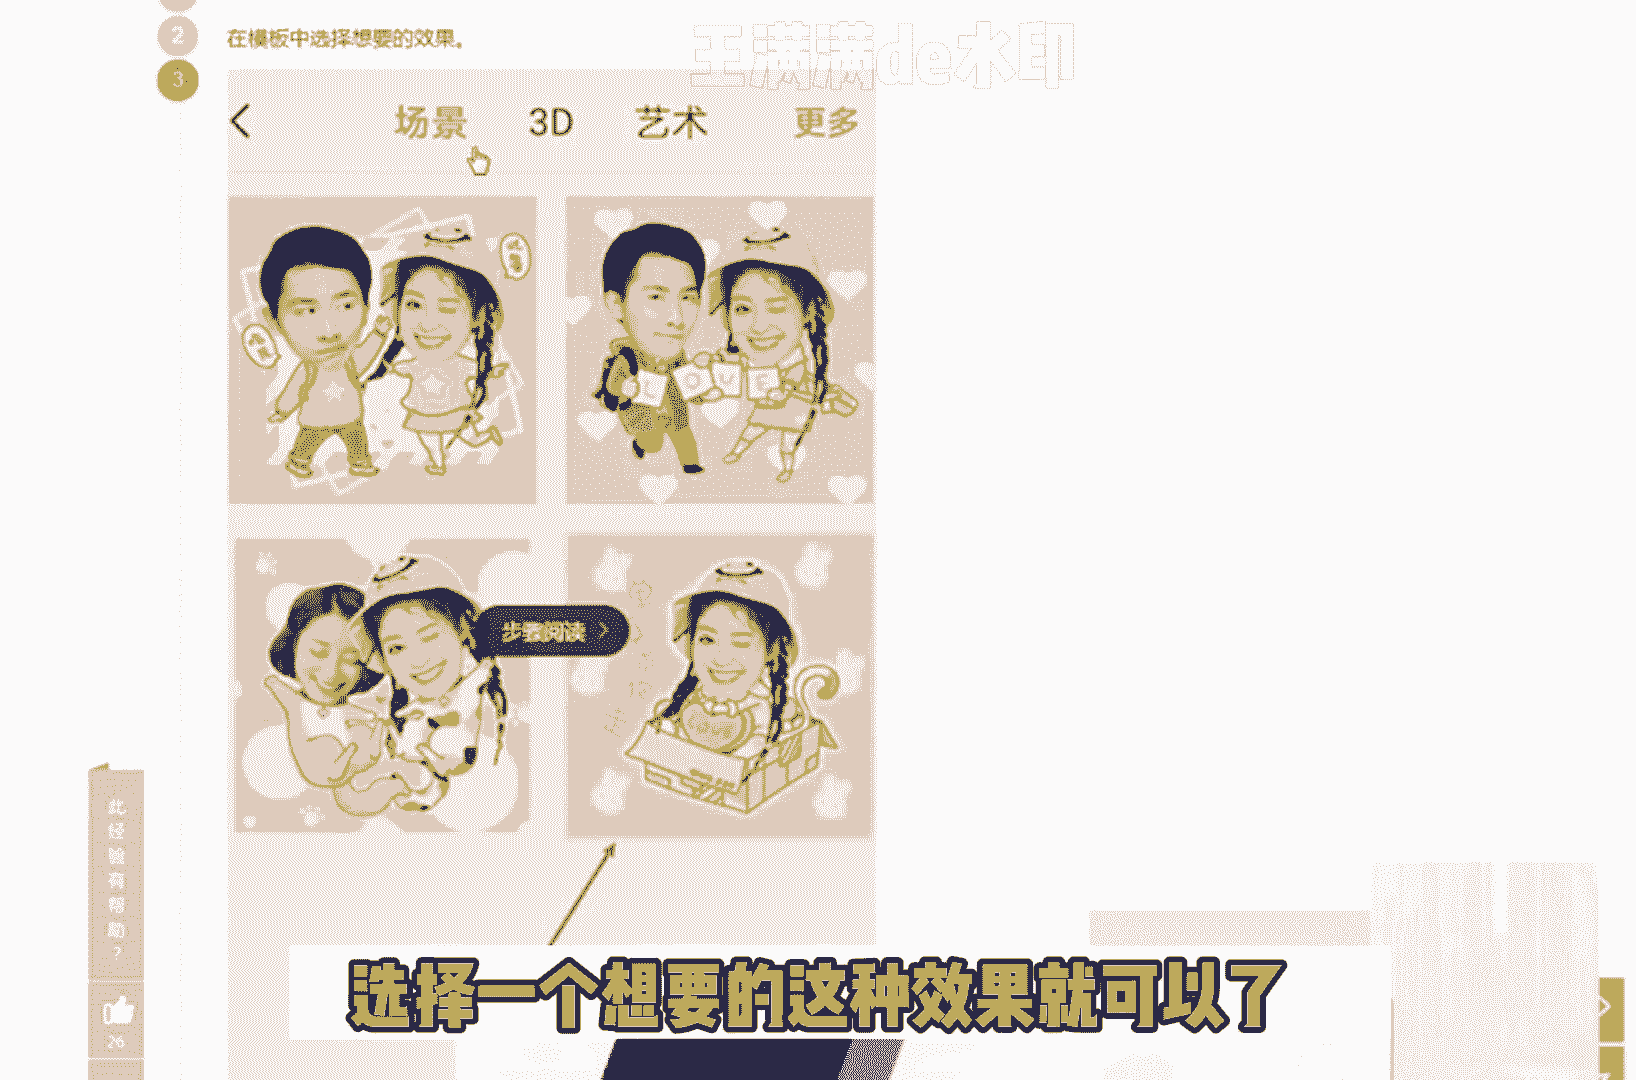 王满满de水印
2
在模板中选择想要的效果。
3
场景
3D
艺术
更多
LOVE
步骤阅读
此经验有帮助?
26
选择一个想要的这种效果就可以了